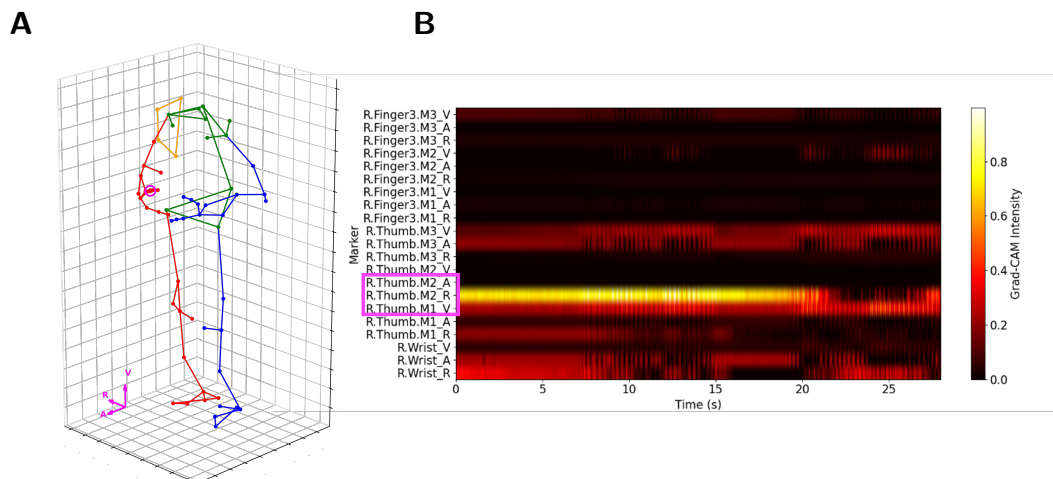 A
B
V
R
A
R.Finger3.M3_V
R.Finger3.M3_A
R.Finger3.M3_R
R.Finger3.M2_V
R.Finger3.M2_A
R.Finger3.M2_R
R.Finger3.M1_V
R.Finger3.M1_A
R.Finger3.M1_R
R.Thumb.M3_V
R.Thumb.M3_A
R.Thumb.M3_R
R.Thumb.M2_V
R.Thumb.M2_A
R.Thumb.M2_R
R.Thumb.M1_V
R.Thumb.M1_A
R.Thumb.M1_R
R.Wrist_V
R.Wrist_A
R.Wrist_R
Marker
0 5 10 15 20 25
Time (s)
0.8
0.6
0.4
0.2
0.0
Grad-CAM Intensity